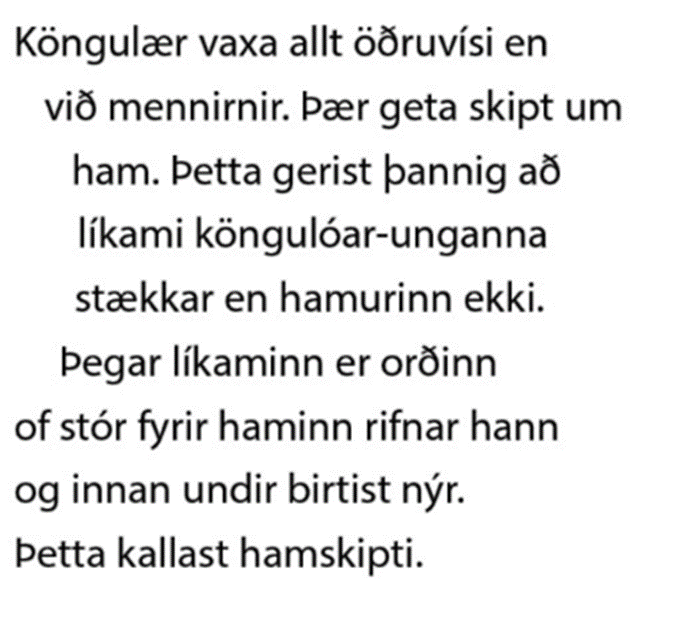 Köngulær vaxa allt öðruvísi en
við mennirnir. Þær geta skipt um
ham. Þetta gerist þannig að
líkami köngulóar-unganna
stækkar en hamurinn ekki.
Þegar líkaminn er orðinn
of stór fyrir haminn rifnar hann
og innan undir birtist nýr.
Þetta kallast hamskipti.